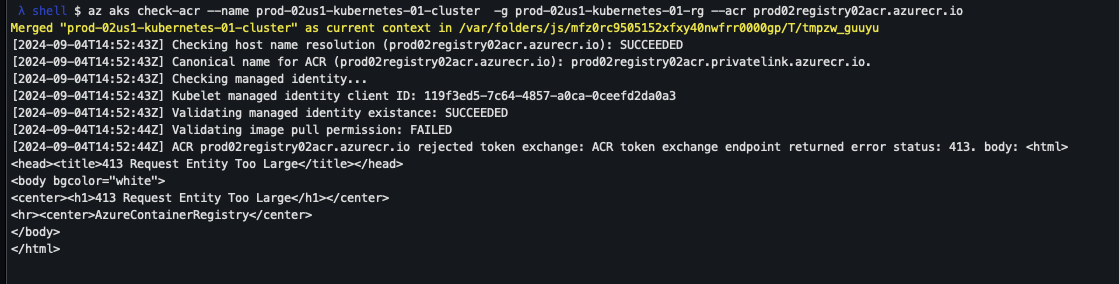 λ shell $ az aks check-acr --name prod-02us1-kubernetes-01-cluster  -g prod-02us1-kubernetes-01-rg --acr prod02registry02acr.azurecr.io
Merged "prod-02us1-kubernetes-01-cluster" as current context in /var/folders/js/mfz0rc9505152xfxy40nwfrr0000gp/T/tmpzw_guuyu
[2024-09-04T14:52:43Z] Checking host name resolution (prod02registry02acr.azurecr.io): SUCCEEDED
[2024-09-04T14:52:43Z] Canonical name for ACR (prod02registry02acr.azurecr.io): prod02registry02acr.privatelink.azurecr.io.
[2024-09-04T14:52:43Z] Checking managed identity...
[2024-09-04T14:52:43Z] Kubelet managed identity client ID: 119f3ed5-7c64-4857-a0ca-0ceefd2da0a3
[2024-09-04T14:52:43Z] Validating managed identity existance: SUCCEEDED
[2024-09-04T14:52:44Z] Validating image pull permission: FAILED
[2024-09-04T14:52:44Z] ACR prod02registry02acr.azurecr.io rejected token exchange: ACR token exchange endpoint returned error status: 413. body: <html>
<head><title>413 Request Entity Too Large</title></head>
<body bgcolor="white">
<center><h1>413 Request Entity Too Large</h1></center>
<hr><center>AzureContainerRegistry</center>
</body>
</html>